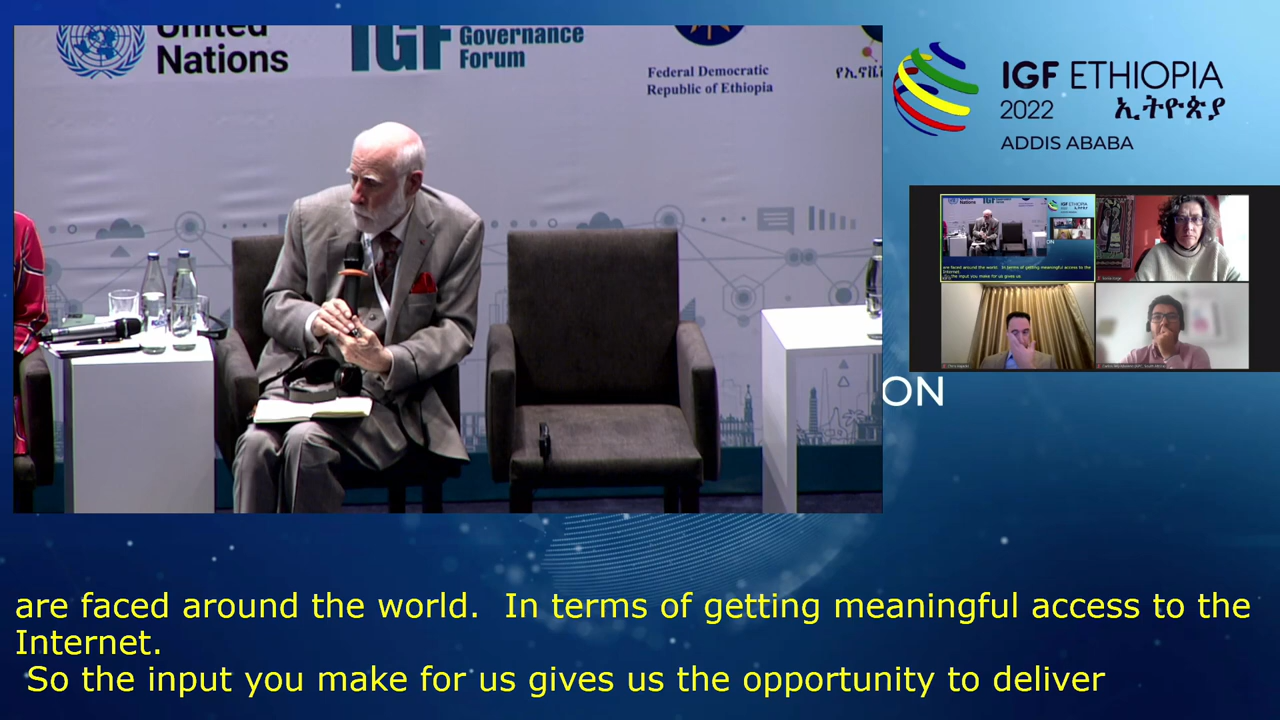 United
Nations
IGF
Governance
Forum
Federal Democratic
Republic of Ethiopia
IGF ETHIOPIA
2022
ኢትዮጵያ
ADDIS ABABA
ON
are faced around the world.  In terms of getting meaningful access to the
Internet.
So the input you make for us gives us the opportunity to deliver